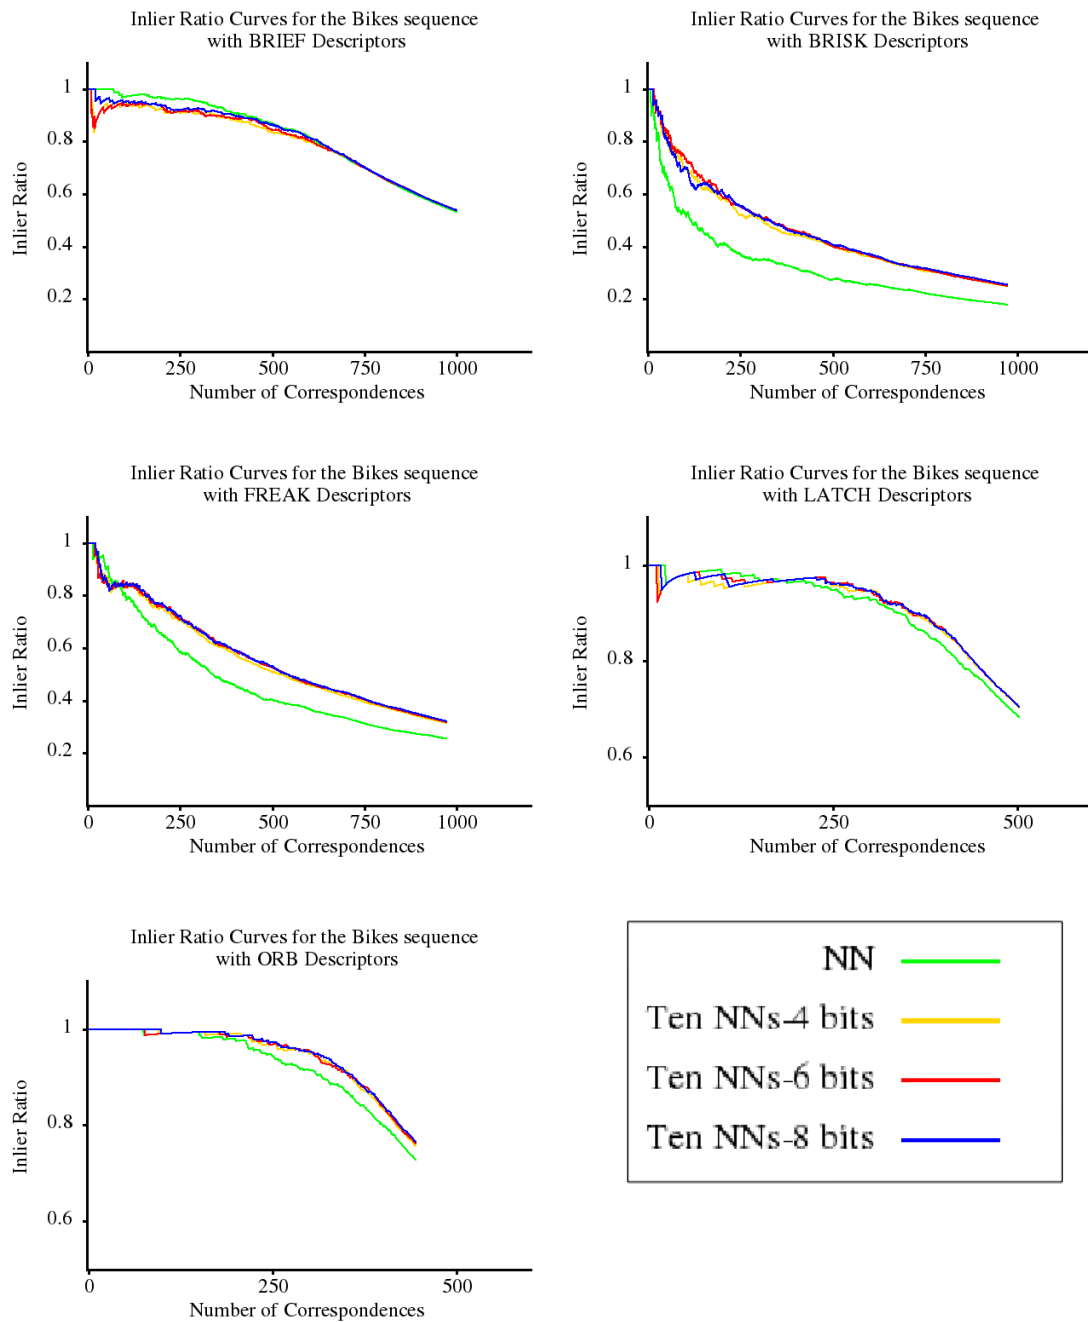 Inlier Ratio Curves for the Bikes sequence
with BRIEF Descriptors
1
0.8
0.6
0.4
0.2
Inlier Ratio
0 250 500 750 1000
Number of Correspondences
Inlier Ratio Curves for the Bikes sequence
with BRISK Descriptors
1
0.8
0.6
0.4
0.2
Inlier Ratio
0 250 500 750 1000
Number of Correspondences
Inlier Ratio Curves for the Bikes sequence
with FREAK Descriptors
1
0.8
0.6
0.4
0.2
Inlier Ratio
0 250 500 750 1000
Number of Correspondences
Inlier Ratio Curves for the Bikes sequence
with LATCH Descriptors
1
0.8
0.6
Inlier Ratio
0 250 500
Number of Correspondences
Inlier Ratio Curves for the Bikes sequence
with ORB Descriptors
1
0.8
0.6
Inlier Ratio
0 250 500
Number of Correspondences
NN
Ten NNs-4 bits
Ten NNs-6 bits
Ten NNs-8 bits